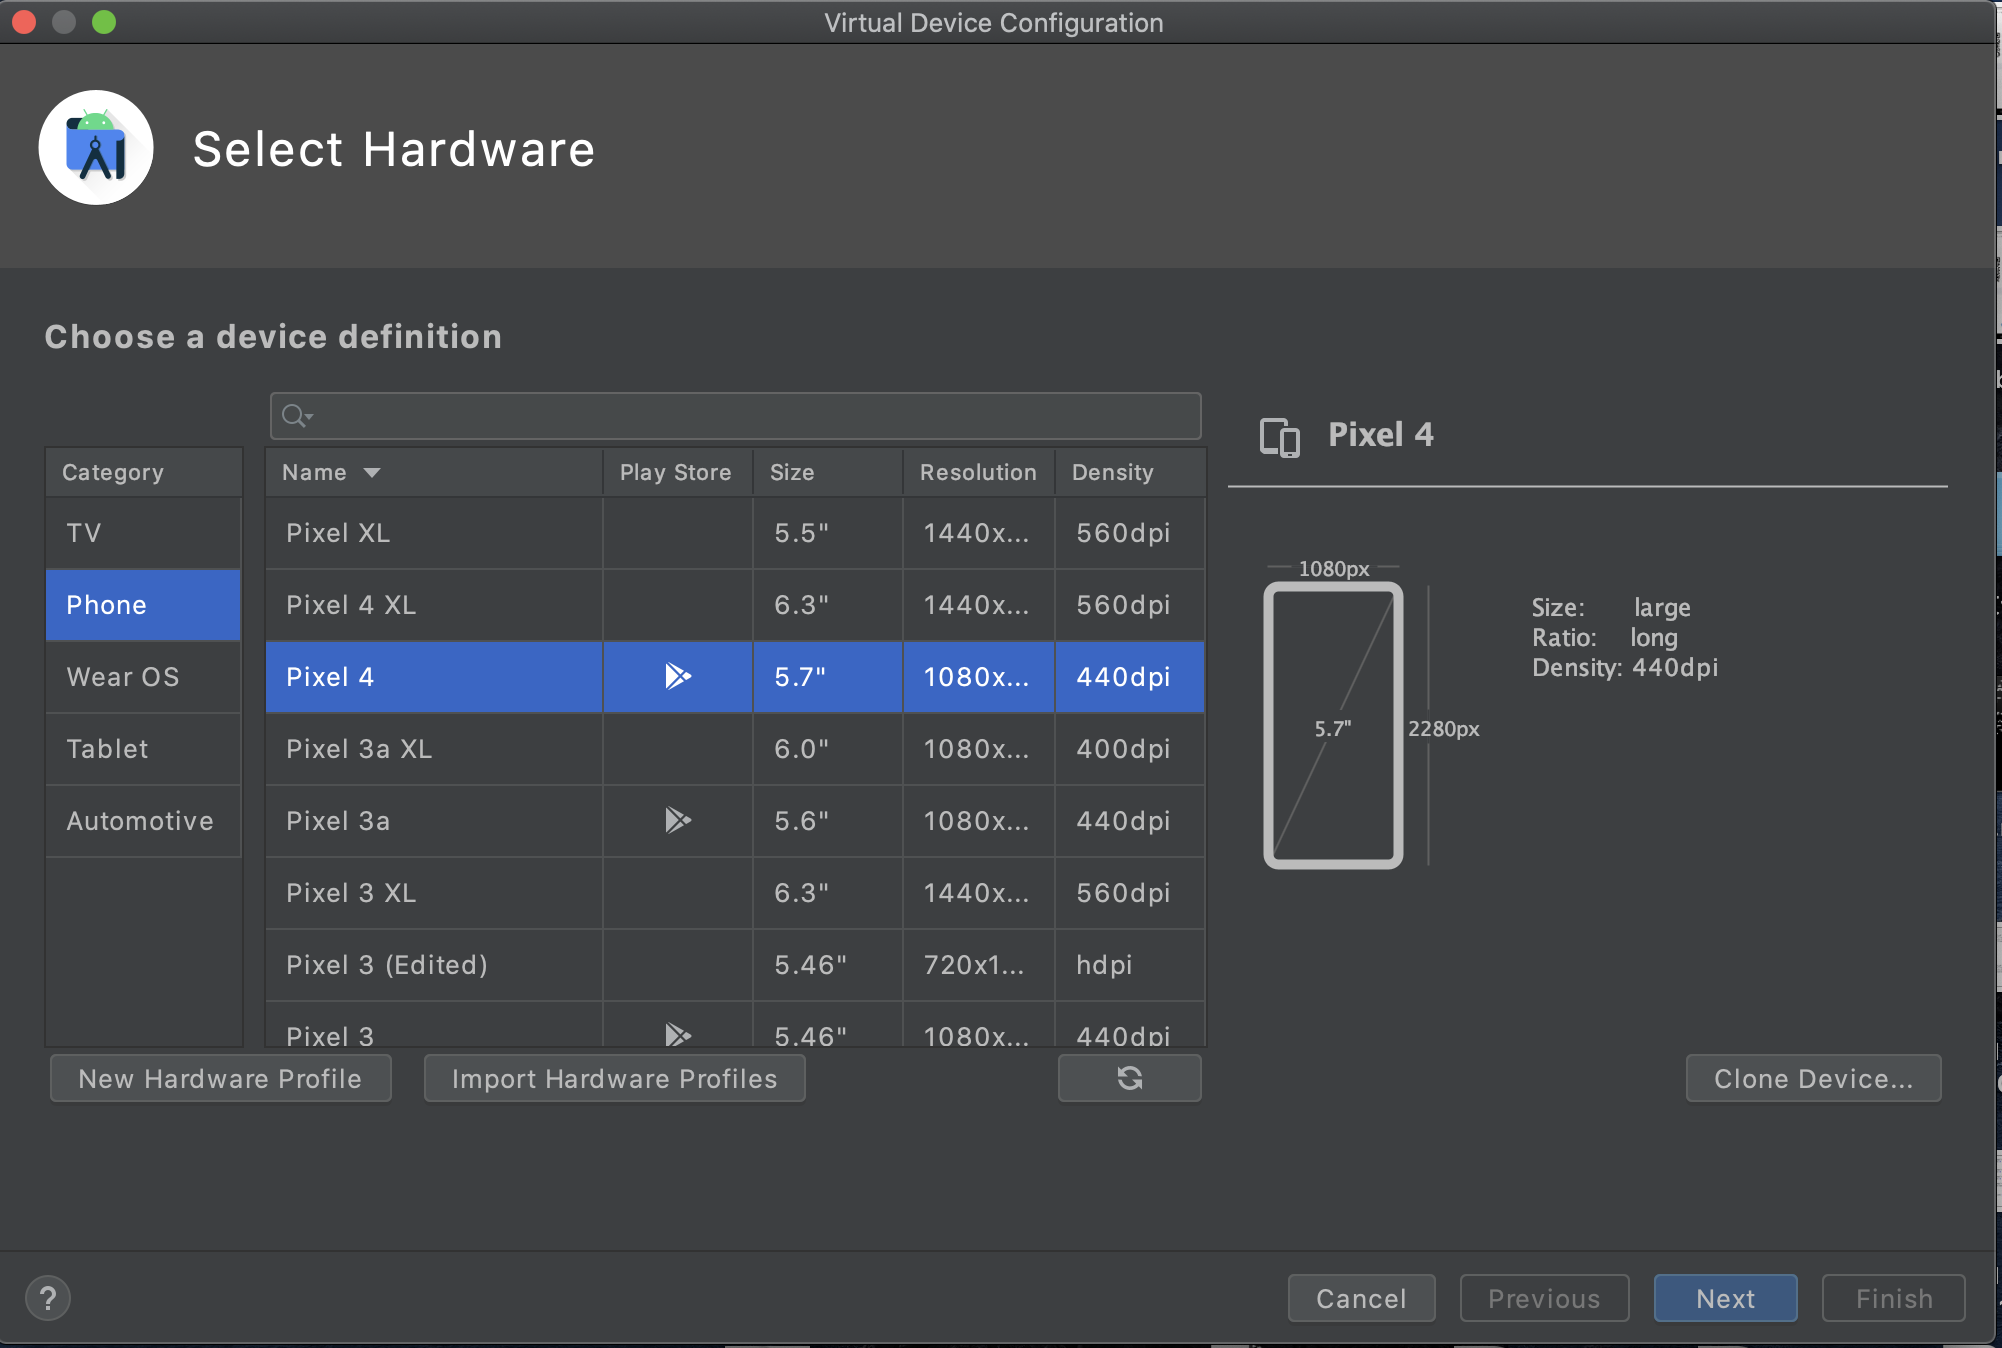 Virtual Device Configuration
Select Hardware
Choose a device definition
Category
TV
Phone
Wear OS
Tablet
Automotive
Name Play Store Size Resolution Density
Pixel XL 5.5" 1440x... 560dpi
Pixel 4 XL 6.3" 1440x... 560dpi
Pixel 4 5.7" 1080x... 440dpi
Pixel 3a XL 6.0" 1080x... 400dpi
Pixel 3a 5.6" 1080x... 440dpi
Pixel 3 XL 6.3" 1440x... 560dpi
Pixel 3 (Edited) 5.46" 720x1... hdpi
Pixel 3 5.46" 1080x... 440dpi
Pixel 4
1080px
5.7"
2280px
Size: large
Ratio: long
Density: 440dpi
New Hardware Profile Import Hardware Profiles Clone Device...
? Cancel Previous Next Finish